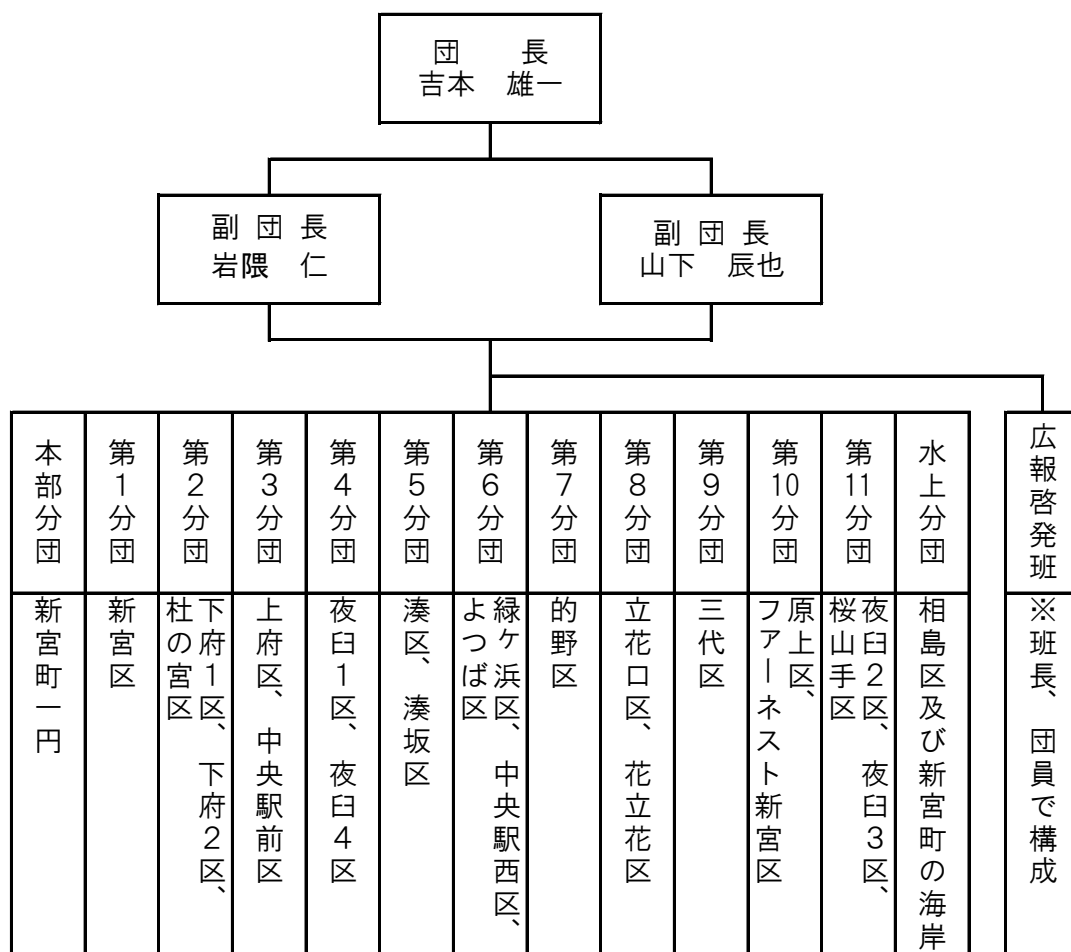 団　長
吉本　雄一
副団長
岩隈　仁
副団長
山下　辰也
本部分団
第1分団
第2分団
第3分団
第4分団
第5分団
第6分団
第7分団
第8分団
第9分団
第10分団
第11分団
水上分団
広報啓発班
新宮町一円
新宮区
下府1区、下府2区、
杜の宮区
上府区、中央駅前区
夜臼1区、夜臼4区
湊区、湊坂区
緑ケ浜区、中央駅西区、
よつば区
的野区
立花口区、花立花区
三代区
原上区、
ファーネスト新宮区
夜臼2区、夜臼3区、
桜山手区
相島区及び新宮町の海岸
※班長、団員で構成